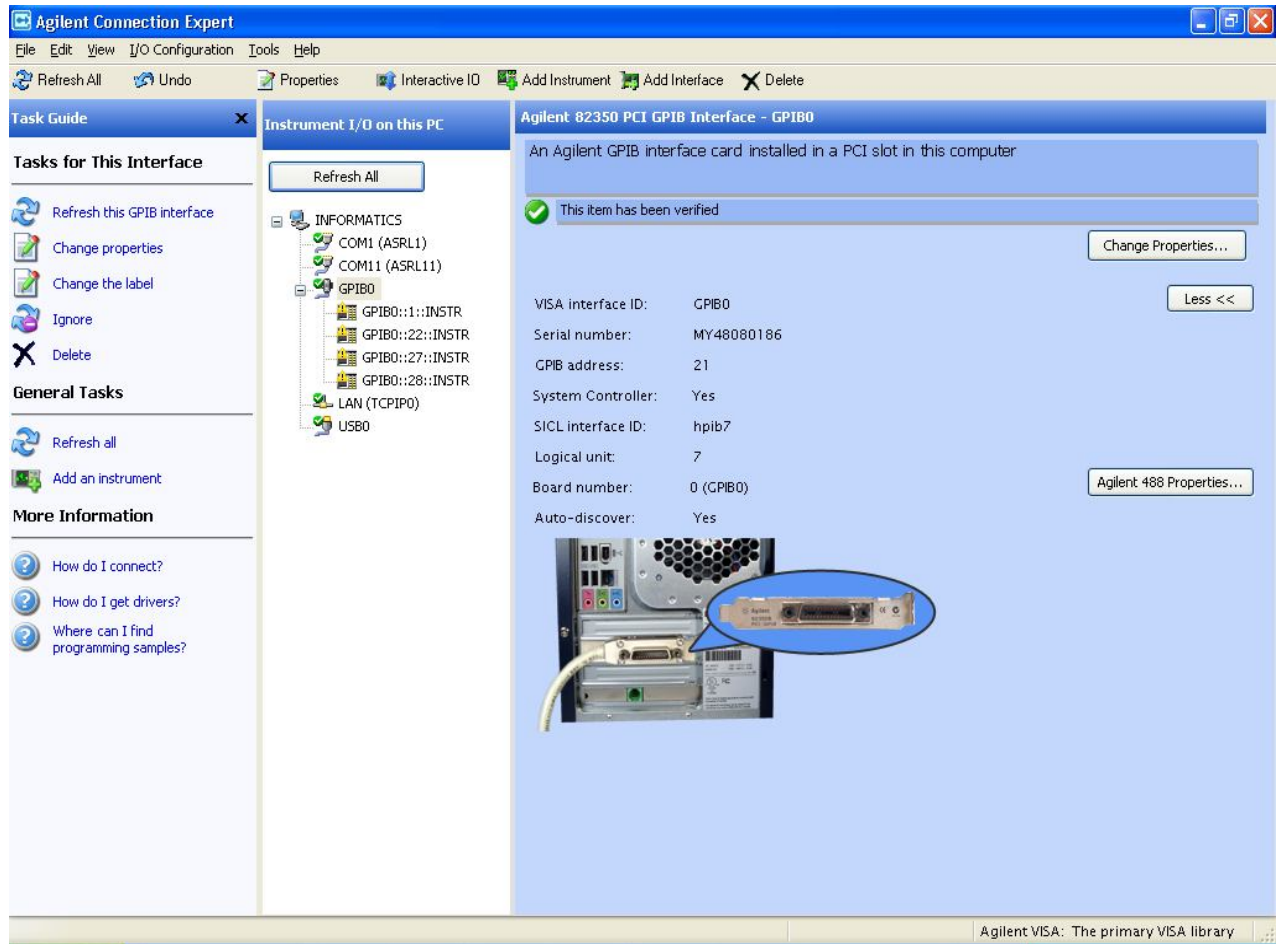 Agilent Connection Expert
File Edit View I/O Configuration Tools Help
Refresh All Undo Properties Interactive IO Add Instrument Add Interface Delete
Task Guide
Tasks for This Interface
Refresh this GPIB interface
Change properties
Change the label
Ignore
Delete
General Tasks
Refresh all
Add an instrument
More Information
How do I connect?
How do I get drivers?
Where can I find
programming samples?
Instrument I/O on this PC
Refresh All
INFORMATICS
COM1 (ASRL1)
COM11 (ASRL11)
GPIB0
GPIB0::1::INSTR
GPIB0::22::INSTR
GPIB0::27::INSTR
GPIB0::28::INSTR
LAN (TCPIP0)
USB0
Agilent 82350 PCI GPIB Interface - GPIB0
An Agilent GPIB interface card installed in a PCI slot in this computer
This item has been verified
Change Properties...
Less <<
VISA interface ID: GPIB0
Serial number: MY48080186
GPIB address: 21
System Controller: Yes
SICL interface ID: hpib7
Logical unit: 7
Board number: 0 (GPIB0)
Agilent 488 Properties...
Auto-discover: Yes
Agilent
PCI GPIB
Agilent VISA: The primary VISA library